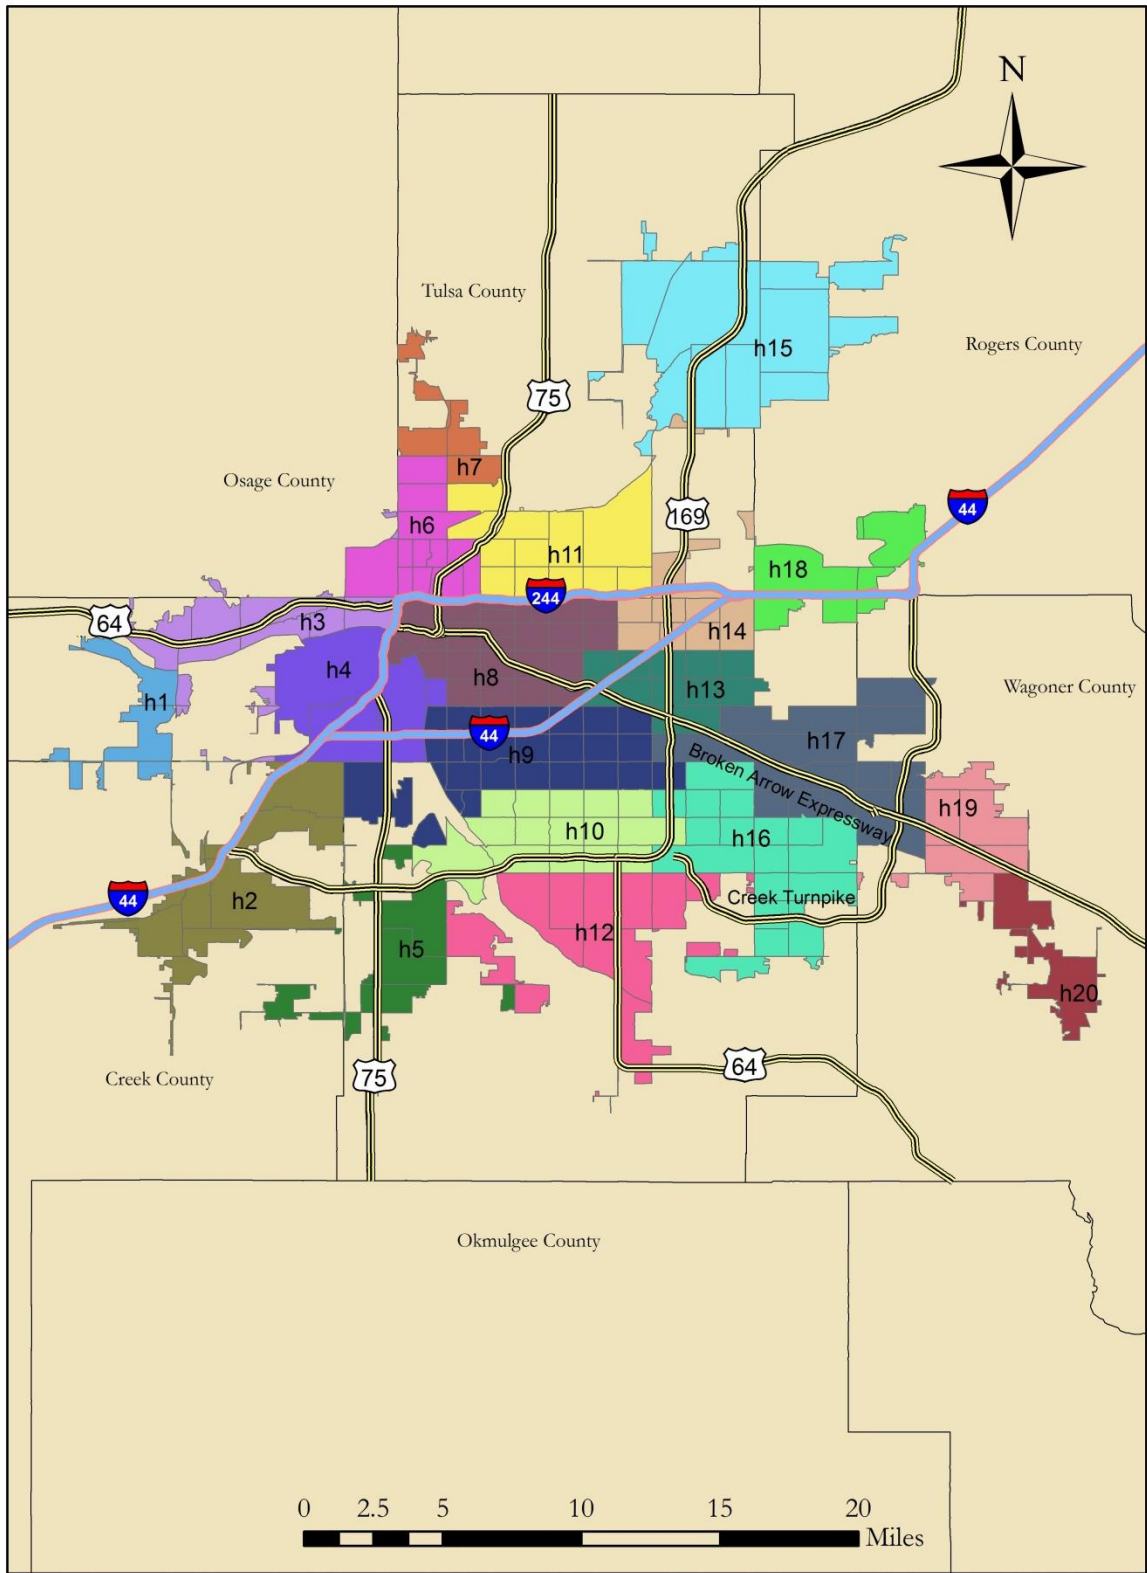 N
Tulsa County
Rogers County
h15
75
h7
Osage County
44
h6
169
h11
h18
244
64
h3
h14
h4
h8
h13
Wagoner County
h1
h17
44
h9
Broken Arrow Expressway
h19
h10
h16
44
h2
Creek Turnpike
h12
h5
h20
64
75
Creek County
Okmulgee County
0 2.5 5 10 15 20
Miles